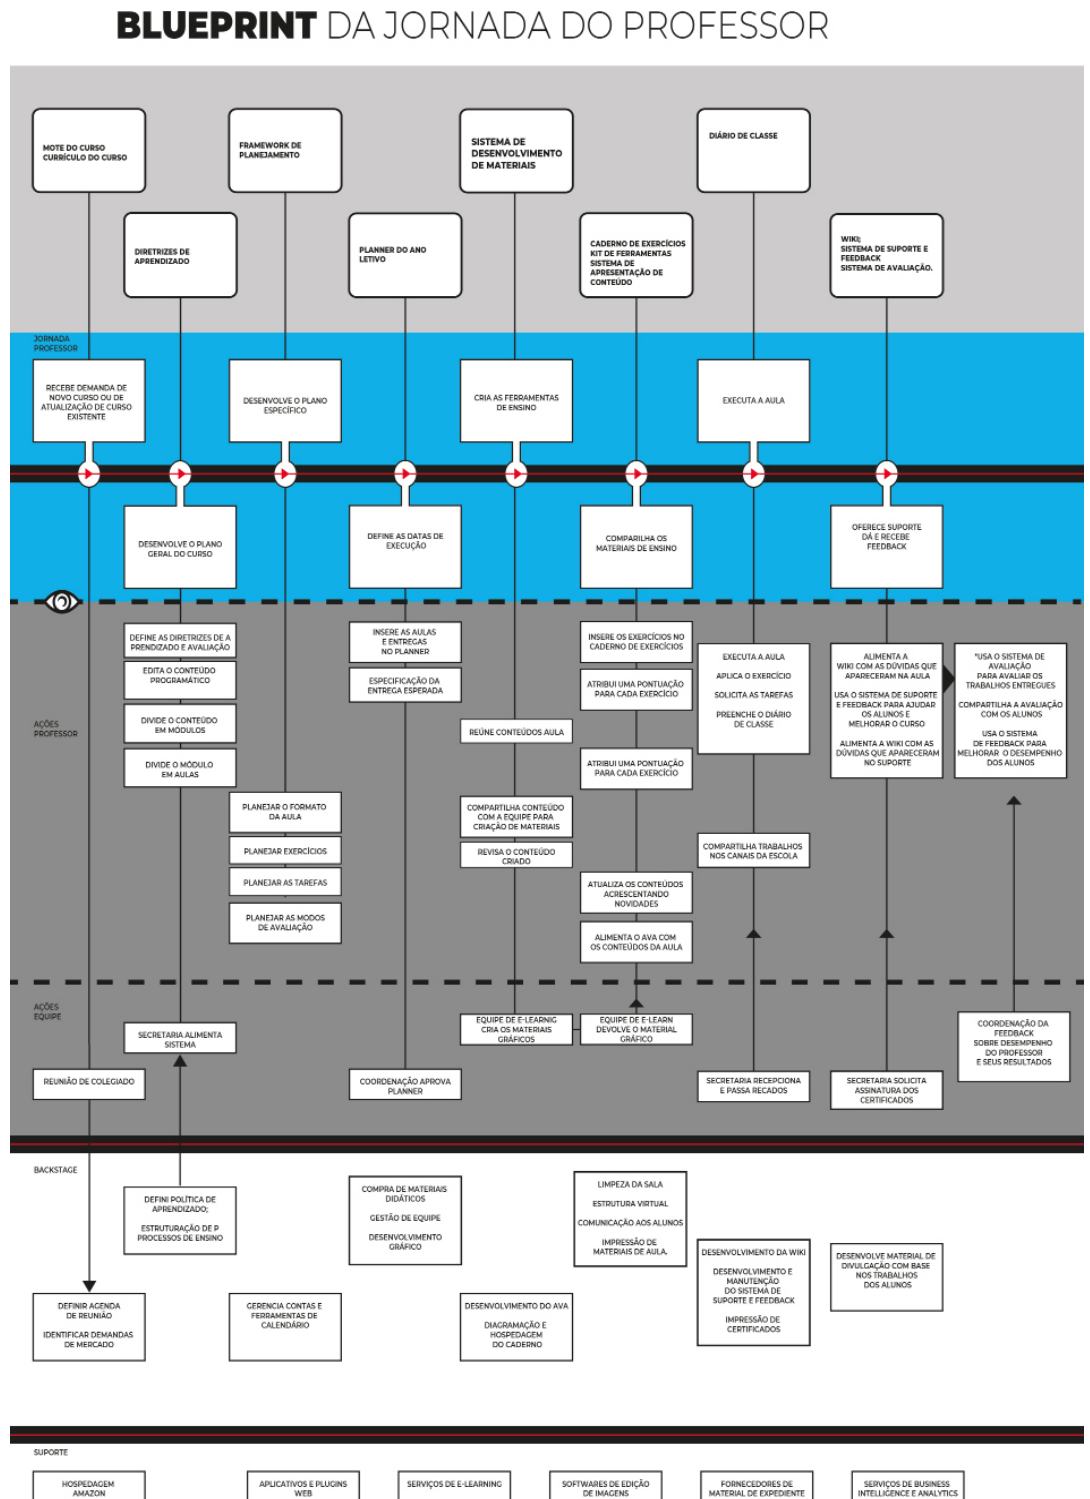 BLUEPRINT DA JORNADA DO PROFESSOR
MOTE DO CURSO
CURRÍCULO DO CURSO
FRAMEWORK DE
PLANEJAMENTO
SISTEMA DE
DESENVOLVIMENTO
DE MATERIAIS
DIÁRIO DE CLASSE
DIRETRIZES DE
APRENDIZADO
PLANNER DO ANO
LETIVO
CADERNO DE EXERCÍCIOS
KIT DE FERRAMENTAS
SISTEMA DE
APRESENTAÇÃO DE
CONTEÚDO
WIKI;
SISTEMA DE SUPORTE E
FEEDBACK
SISTEMA DE AVALIAÇÃO.
JORNADA
PROFESSOR
RECEBE DEMANDA DE
NOVO CURSO OU DE
ATUALIZAÇÃO DE CURSO
EXISTENTE
DESENVOLVE O PLANO
ESPECÍFICO
CRIA AS FERRAMENTAS
DE ENSINO
EXECUTA A AULA
DESENVOLVE O PLANO
GERAL DO CURSO
DEFINE AS DATAS DE
EXECUÇÃO
COMPARILHA OS
MATERIAIS DE ENSINO
OFERECE SUPORTE
DÁ E RECEBE
FEEDBACK
AÇÕES
PROFESSOR
DEFINE AS DIRETRIZES DE A
PRENDIZADO E AVALIAÇÃO
EDITA O CONTEÚDO
PROGRAMÁTICO
DIVIDE O CONTEÚDO
EM MÓDULOS
DIVIDE O MÓDULO
EM AULAS
PLANEJAR O FORMATO
DA AULA
PLANEJAR EXERCÍCIOS
PLANEJAR AS TAREFAS
PLANEJAR AS MODOS
DE AVALIAÇÃO
INSERE AS AULAS
E ENTREGAS
NO PLANNER
ESPECIFICAÇÃO DA
ENTREGA ESPERADA
REÚNE CONTEÚDOS AULA
COMPARTILHA CONTEÚDO
COM A EQUIPE PARA
CRIAÇÃO DE MATERIAIS
REVISA O CONTEÚDO
CRIADO
INSERE OS EXERCÍCIOS NO
CADERNO DE EXERCÍCIOS
ATRIBUI UMA PONTUAÇÃO
PARA CADA EXERCÍCIO
ATRIBUI UMA PONTUAÇÃO
PARA CADA EXERCÍCIO
ATUALIZA OS CONTEÚDOS
ACRESCENTANDO
NOVIDADES
ALIMENTA O AVA COM
OS CONTEÚDOS DA AULA
EXECUTA A AULA
APLICA O EXERCÍCIO
SOLICITA AS TAREFAS
PREENCHE O DIÁRIO
DE CLASSE
COMPARTILHA TRABALHOS
NOS CANAIS DA ESCOLA
ALIMENTA A
WIKI COM AS DÚVIDAS QUE
APARECERAM NA AULA
USA O SISTEMA DE SUPORTE
E FEEDBACK PARA AJUDAR
OS ALUNOS E
MELHORAR O CURSO
ALIMENTA A WIKI COM AS
DÚVIDAS QUE APARECERAM
NO SUPORTE
"USA O SISTEMA DE
AVALIAÇÃO
PARA AVALIAR OS
TRABALHOS ENTREGUES
COMPARTILHA A AVALIAÇÃO
COM OS ALUNOS
USA O SISTEMA
DE FEEDBACK PARA
MELHORAR O DESEMPENHO
DOS ALUNOS
AÇÕES
EQUIPE
REUNIÃO DE COLEGIADO
SECRETARIA ALIMENTA
SISTEMA
COORDENAÇÃO APROVA
PLANNER
EQUIPE DE E-LEARNIG
CRIA OS MATERIAIS
GRÁFICOS
EQUIPE DE E-LEARN
DEVOLVE O MATERIAL
GRÁFICO
SECRETARIA RECEPCIONA
E PASSA RECADOS
SECRETARIA SOLICITA
ASSINATURA DOS
CERTIFICADOS
COORDENAÇÃO DA
FEEDBACK
SOBRE DESEMPENHO
DO PROFESSOR
E SEUS RESULTADOS
BACKSTAGE
DEFINI POLÍTICA DE
APRENDIZADO;
ESTRUTURAÇÃO DE P
PROCESSOS DE ENSINO
COMPRA DE MATERIAIS
DIDÁTICOS
GESTÃO DE EQUIPE
DESENVOLVIMENTO
GRÁFICO
LIMPEZA DA SALA
ESTRUTURA VIRTUAL
COMUNICAÇÃO AOS ALUNOS
IMPRESSÃO DE
MATERIAIS DE AULA.
DESENVOLVIMENTO DA WIKI
DESENVOLVIMENTO E
MANUTENÇÃO
DO SISTEMA DE
SUPORTE E FEEDBACK
IMPRESSÃO DE
CERTIFICADOS
DESENVOLVE MATERIAL DE
DIVULGAÇÃO COM BASE
NOS TRABALHOS
DOS ALUNOS
DEFINIR AGENDA
DE REUNIÃO
IDENTIFICAR DEMANDAS
DE MERCADO
GERENCIA CONTAS E
FERRAMENTAS DE
CALENDÁRIO
DESENVOLVIMENTO DO AVA
DIAGRAMAÇÃO E
HOSPEDAGEM
DO CADERNO
SUPORTE
HOSPEDAGEM
AMAZON
APLICATIVOS E PLUGINS
WEB
SERVIÇOS DE E-LEARNING
SOFTWARES DE EDIÇÃO
DE IMAGENS
FORNECEDORES DE
MATERIAL DE EXPEDIENTE
SERVIÇOS DE BUSINESS
INTELLIGENCE E ANALYTICS